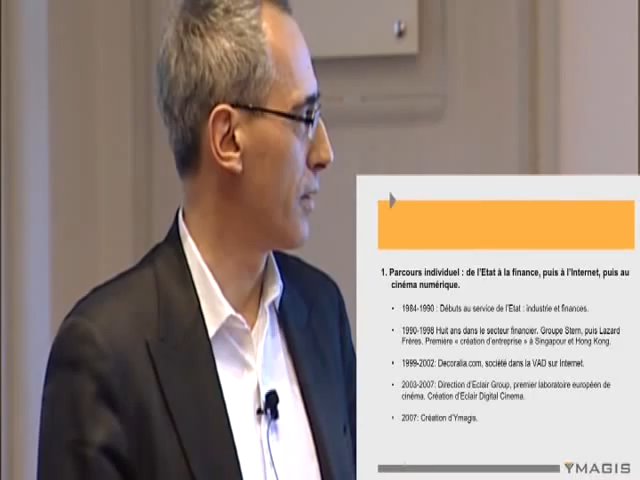 1. Parcours individuel : de l'Etat à la finance, puis à l'Internet, puis au
cinéma numérique.
• 1984-1990 : Débuts au service de l'Etat : industrie et finances.
• 1990-1998 Huit ans dans le secteur financier. Groupe Stern, puis Lazard
Frères. Première « création d'entreprise » à Singapour et Hong Kong.
• 1999-2002: Decoralia.com, société dans la VAD sur Internet.
• 2003-2007: Direction d'Eclair Group, premier laboratoire européen de
cinéma. Création d'Eclair Digital Cinema.
• 2007: Création d'Ymagis.
YMAGIS